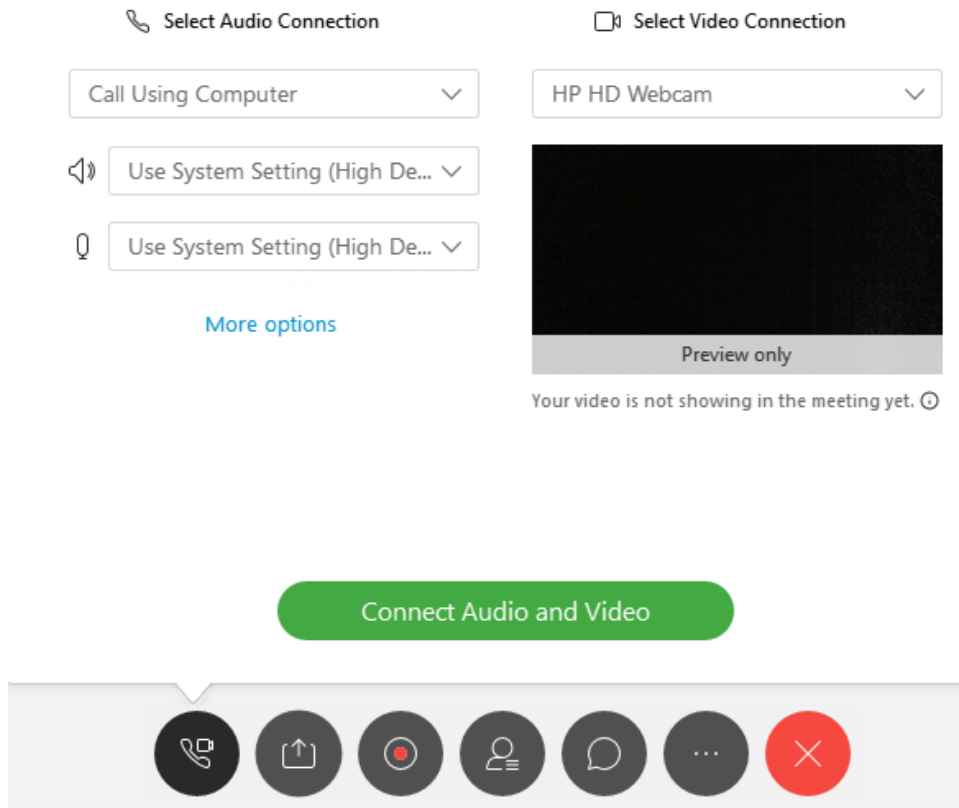 Select Audio Connection
Select Video Connection
Call Using Computer
HP HD Webcam
Use System Setting (High De...
Use System Setting (High De...
More options
Preview only
Your video is not showing in the meeting yet.
Connect Audio and Video